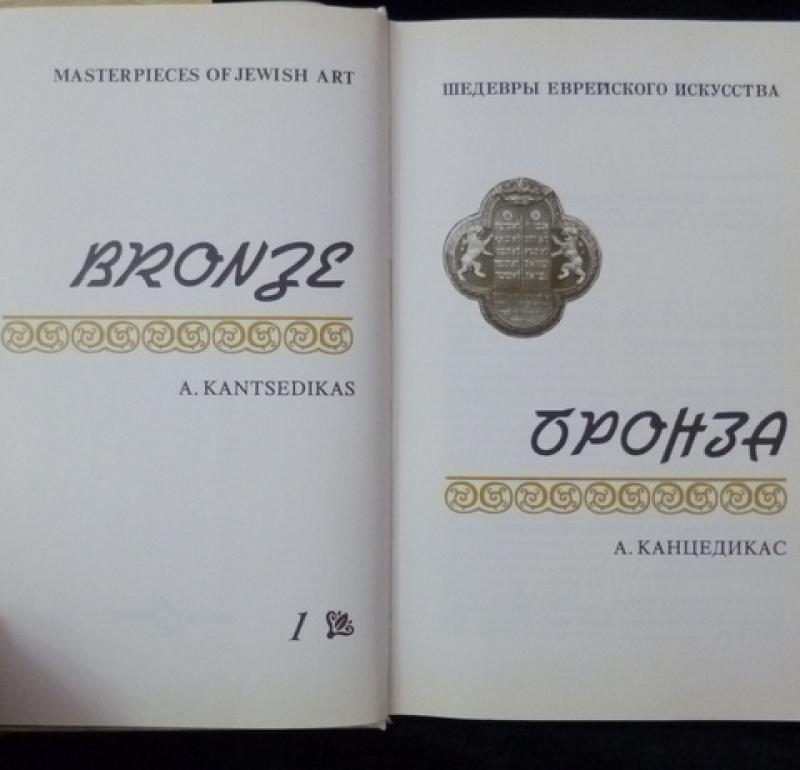 MASTERPIECES OF JEWISH ART
BRONZE
A. KANTSEDIKAS
1
ШЕДЕВРЫ ЕВРЕЙСКОГО ИСКУССТВА
БРОНЗА
А. КАНЦЕДИКАС